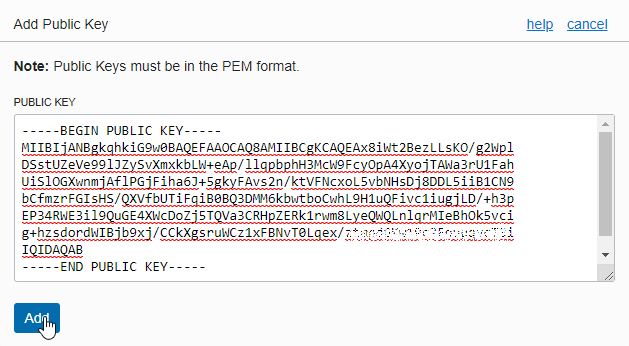 Add Public Key
help
cancel
Note: Public Keys must be in the PEM format.
PUBLIC KEY
-----BEGIN PUBLIC KEY-----
MIIBIjANBgkqhkiG9w0BAQEFAAOCAQ8AMIIBCgKCAQEAx8iWt2BezLLsKO/g2Wpl
DSstUZeVe99lJZySvXmxkbLW+eAp/llqpbphH3McW9FcyOpA4XyojTAWa3rU1Fah
UiSlOGXwnmjAflPGjFiha6J+5gkyFAvs2n/ktVFNcxoL5vbNHsDj8DDL5iiB1CN9
bCfmzrFGIsHS/QXVfbUTiFqiB0BQ3DMM6kbwtboCwhL9H1uQFivc1iugjLD/+h3p
EP34RWE3il9QuGE4XWcDoZj5TQVa3CRHpZERk1rwm8LyeQWQLnlqrMIeBhOk5vci
g+hzsdordWIBjb9xj/CCkXgsruWCz1xFBNvT0Lqex/
IQIDAQAB
-----END PUBLIC KEY-----
Add